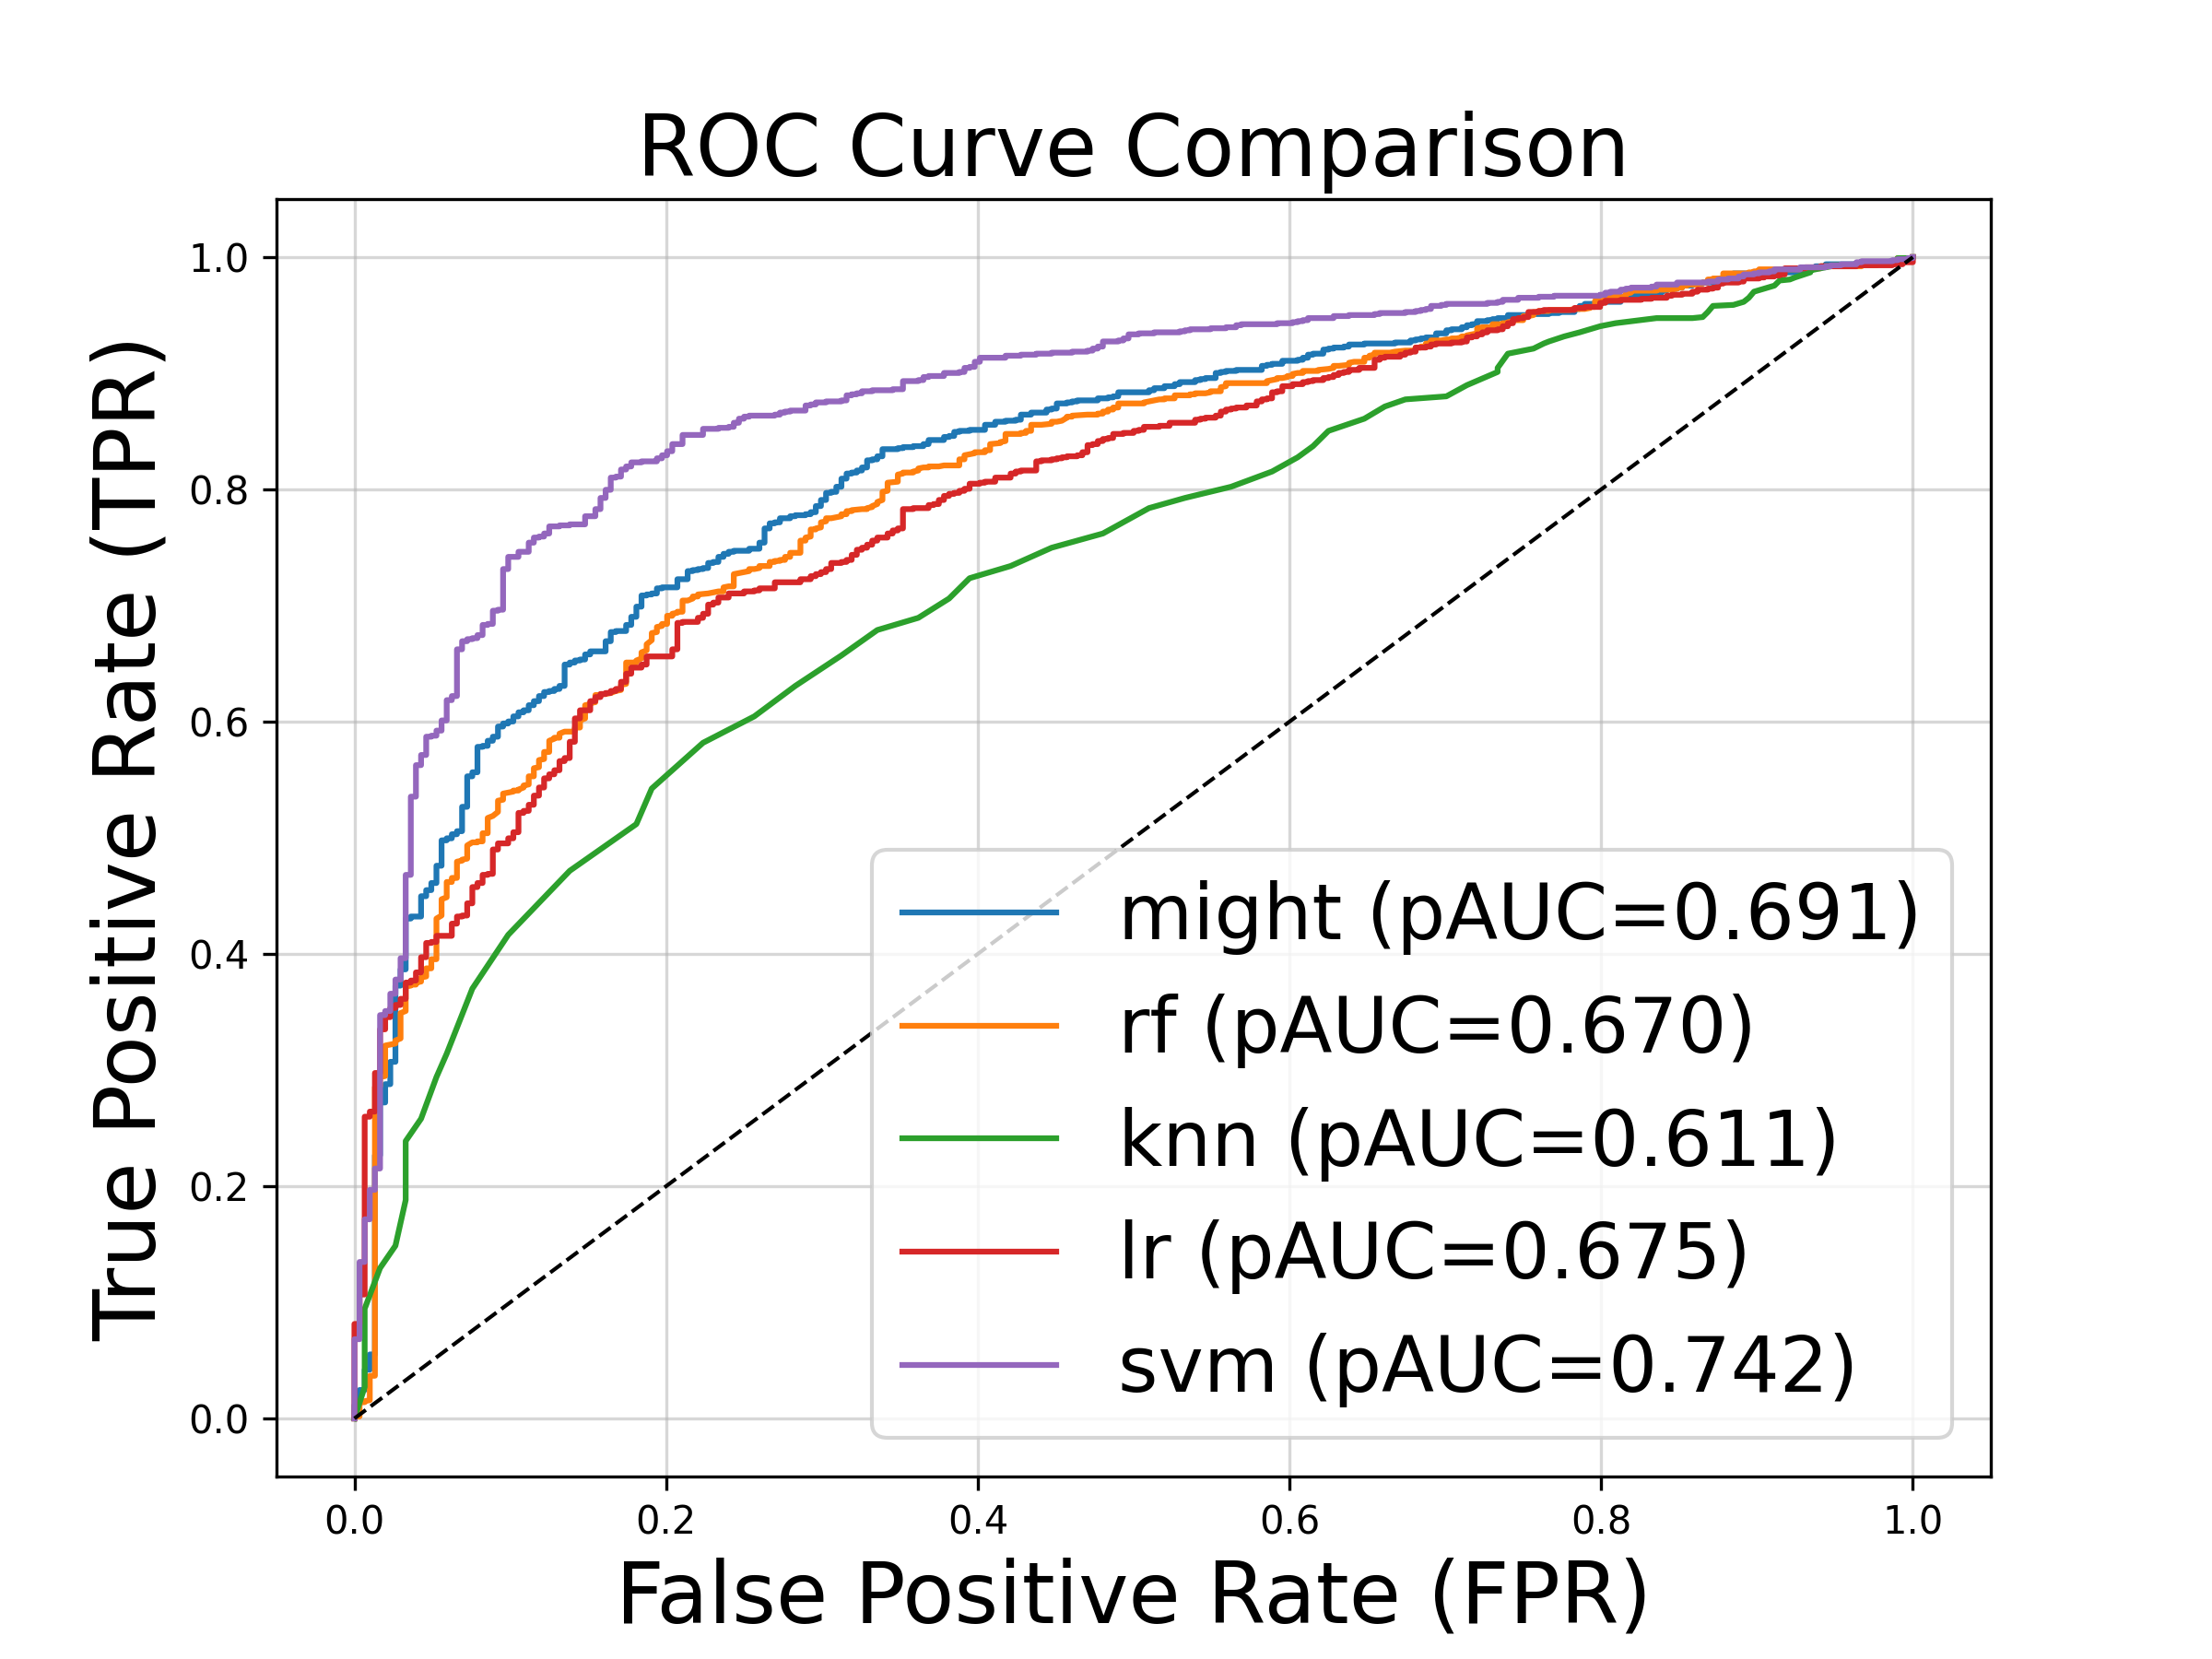 ROC Curve Comparison
True Positive Rate (TPR)
1.0
0.8
0.6
0.4
0.2
0.0
might (pAUC=0.691)
rf (pAUC=0.670)
knn (pAUC=0.611)
lr (pAUC=0.675)
svm (pAUC=0.742)
0.0 0.2 0.4 0.6 0.8 1.0
False Positive Rate (FPR)